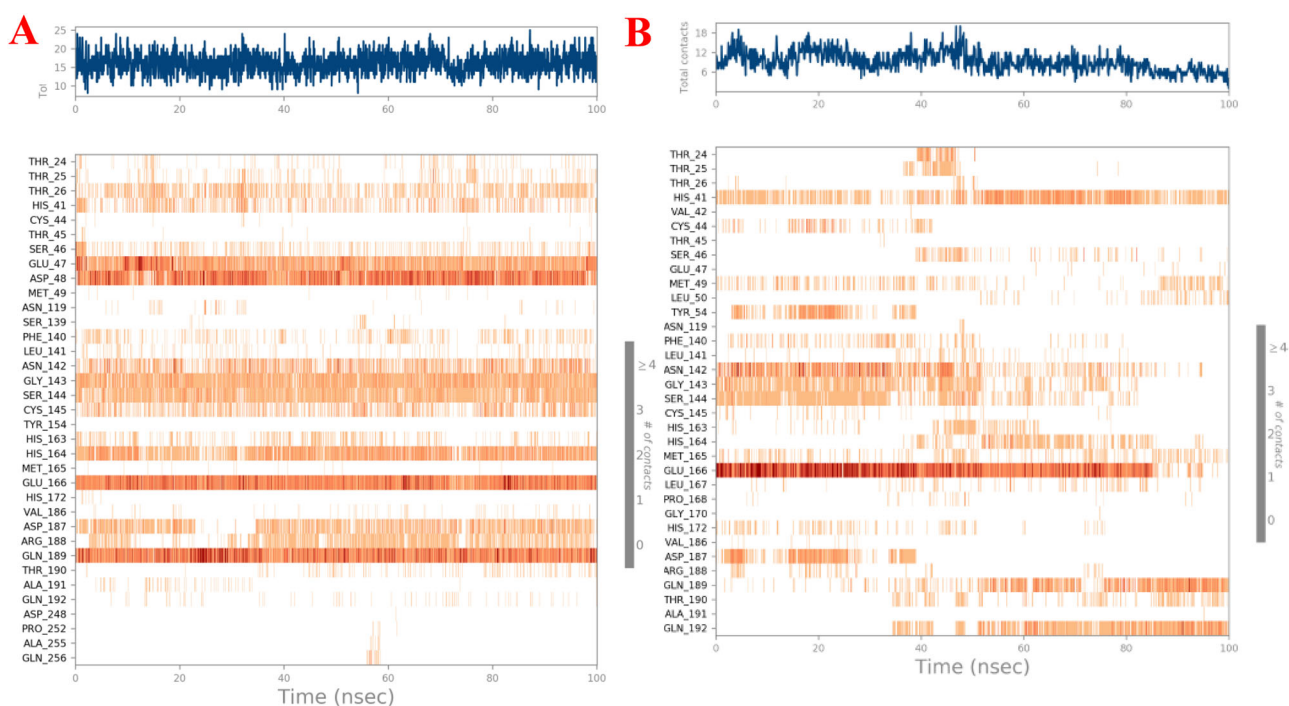 A
Tol
25
20
15
10
0 20 40 60 80 100
THR_24
THR_25
THR_26
HIS_41
CYS_44
THR_45
SER_46
GLU_47
ASP_48
MET_49
ASN_119
SER_139
PHE_140
LEU_141
ASN_142
GLY_143
SER_144
CYS_145
TYR_154
HIS_163
HIS_164
MET_165
GLU_166
HIS_172
VAL_186
ASP_187
ARG_188
GLN_189
THR_190
ALA_191
GLN_192
ASP_248
PRO_252
ALA_255
GLN_256
0 20 40 60 80 100
Time (nsec)
≥4
3
2
1
0
# of contacts
B
Total contacts
18
12
6
0 20 40 60 80 100
THR_24
THR_25
THR_26
HIS_41
VAL_42
CYS_44
THR_45
SER_46
GLU_47
MET_49
LEU_50
TYR_54
ASN_119
PHE_140
LEU_141
ASN_142
GLY_143
SER_144
CYS_145
HIS_163
HIS_164
MET_165
GLU_166
LEU_167
PRO_168
GLY_170
HIS_172
VAL_186
ASP_187
ARG_188
GLN_189
THR_190
ALA_191
GLN_192
0 20 40 60 80 100
Time (nsec)
≥4
3
2
1
0
# of contacts